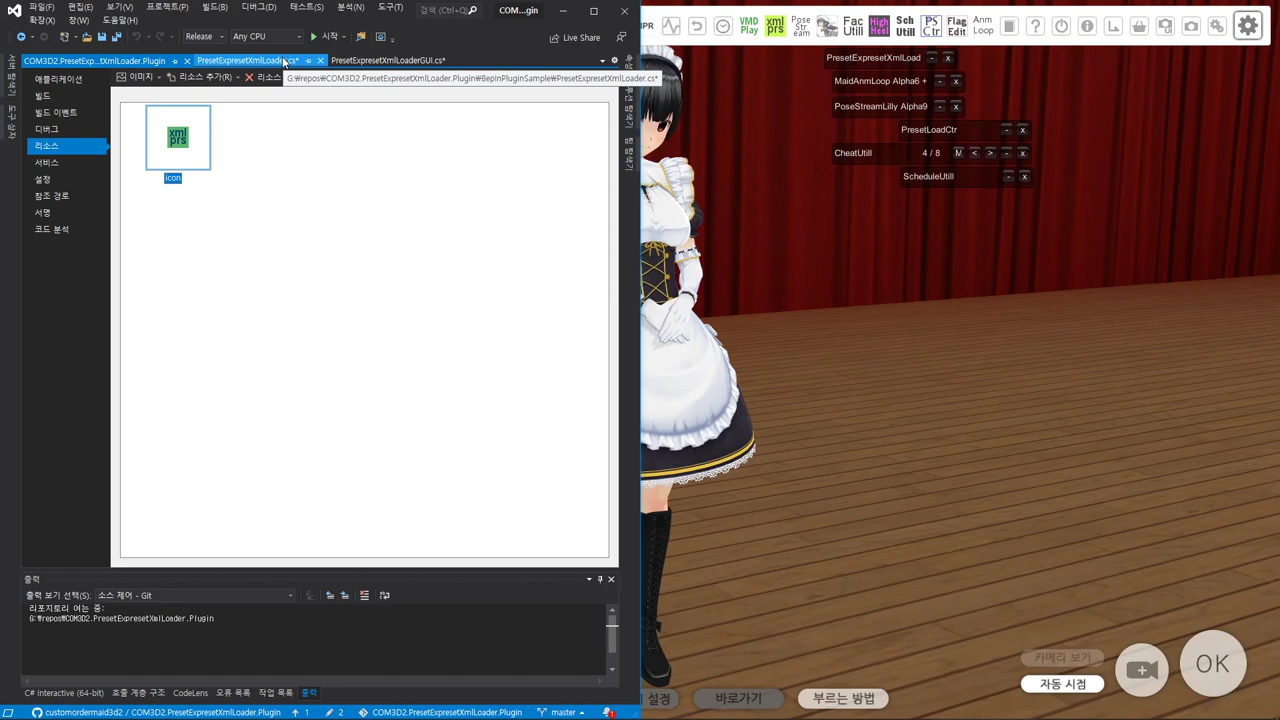 파일(F) 편집(E) 보기(V) 프로젝트(P) 빌드(B) 디버그(D) 테스트(S) 분석(N) 도구(T) 검색 (Ctrl+Q) COM...gin
확장(X) 창(W) 도움말(H)
Release Any CPU 시작 Live Share
COM3D2.PresetExp...tXmlLoader.Plugin PresetExpresetXmlLoader.cs* PresetExpresetXmlLoaderGUI.cs*
G:₩repos₩COM3D2.PresetExpresetXmlLoader.Plugin₩BepInPluginSample₩PresetExpresetXmlLoader.cs*
애플리케이션
빌드
빌드 이벤트
디버그
리소스
서비스
설정
참조 경로
서명
코드 분석
이미지 리소스 추가(R) 리소스
xml
prs
icon
출력
출력 보기 선택(S): 소스 제어 - Git
리포지토리 여는 중:
G:₩repos₩COM3D2.PresetExpresetXmlLoader.Plugin
C# Interactive (64-bit) 호출 계층 구조 CodeLens 오류 목록 작업 목록 출력
customordermaid3d2 / COM3D2.PresetExpresetXmlLoader.Plugin 1 2 COM3D2.PresetExpresetXmlLoader.Plugin master 1
VMD Play
xml prs
Pose Stream
Fac Utill
High Heel
Sch Utill
PS Ctr
Flag Edit
Anm Loop
PresetExpresetXmlLoad - x
MaidAnmLoop Alpha6 + - x
PoseStreamLilly Alpha9 - x
PresetLoadCtr - x
CheatUtill 4 / 8 M < > - x
ScheduleUtill - x
카메라 보기
자동 시점
OK
설정 바로가기 부르는 방법